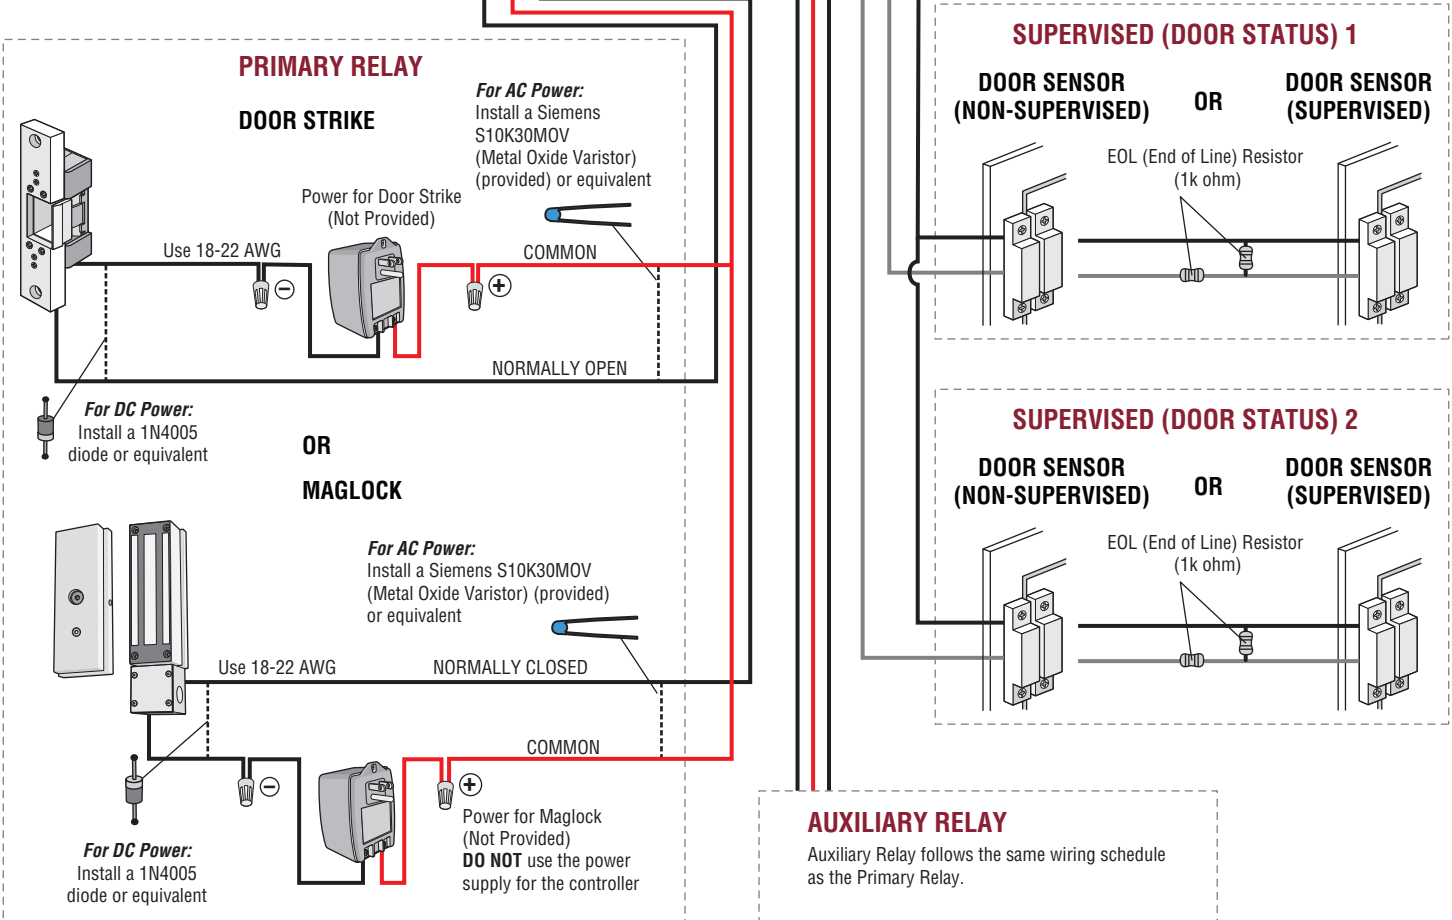 PRIMARY RELAY
DOOR STRIKE
For AC Power:
Install a Siemens
S10K30MOV
(Metal Oxide Varistor)
(provided) or equivalent
Power for Door Strike
(Not Provided)
Use 18-22 AWG
COMMON
−
+
NORMALLY OPEN
For DC Power:
Install a 1N4005
diode or equivalent
OR
MAGLOCK
For AC Power:
Install a Siemens S10K30MOV
(Metal Oxide Varistor) (provided)
or equivalent
Use 18-22 AWG
NORMALLY CLOSED
COMMON
−
+
Power for Maglock
(Not Provided)
DO NOT use the power
supply for the controller
For DC Power:
Install a 1N4005
diode or equivalent
SUPERVISED (DOOR STATUS) 1
DOOR SENSOR
(NON-SUPERVISED)
OR
DOOR SENSOR
(SUPERVISED)
EOL (End of Line) Resistor
(1k ohm)
SUPERVISED (DOOR STATUS) 2
DOOR SENSOR
(NON-SUPERVISED)
OR
DOOR SENSOR
(SUPERVISED)
EOL (End of Line) Resistor
(1k ohm)
AUXILIARY RELAY
Auxiliary Relay follows the same wiring schedule
as the Primary Relay.